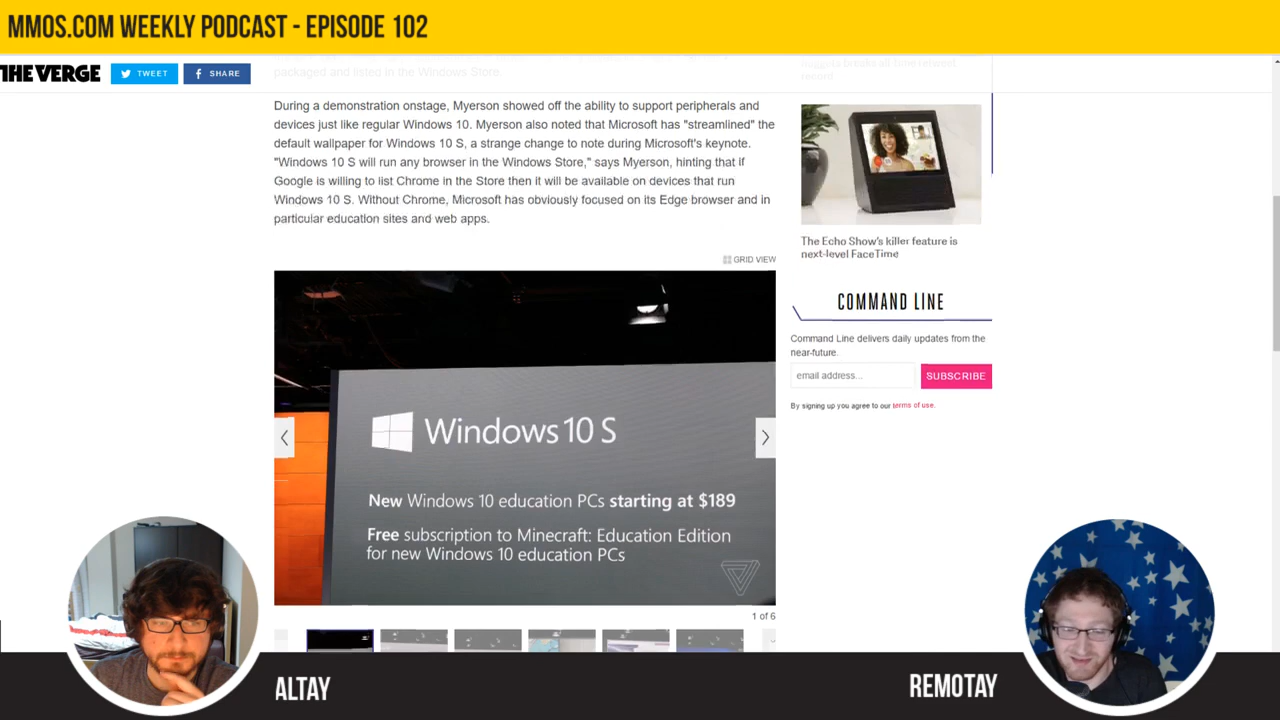 MMOS.COM WEEKLY PODCAST - EPISODE 102
THE VERGE
TWEET
SHARE
packaged and listed in the Windows Store.
record
During a demonstration onstage, Myerson showed off the ability to support peripherals and
devices just like regular Windows 10. Myerson also noted that Microsoft has "streamlined" the
default wallpaper for Windows 10 S, a strange change to note during Microsoft's keynote.
"Windows 10 S will run any browser in the Windows Store," says Myerson, hinting that if
Google is willing to list Chrome in the Store then it will be available on devices that run
Windows 10 S. Without Chrome, Microsoft has obviously focused on its Edge browser and in
particular education sites and web apps.
The Echo Show's killer feature is
next-level FaceTime
GRID VIEW
COMMAND LINE
Command Line delivers daily updates from the
near-future.
email address...
SUBSCRIBE
By signing up you agree to our terms of use.
Windows 10 S
New Windows 10 education PCs starting at $189
Free subscription to Minecraft: Education Edition
for new Windows 10 education PCs
1 of 6
ALTAY
REMOTAY